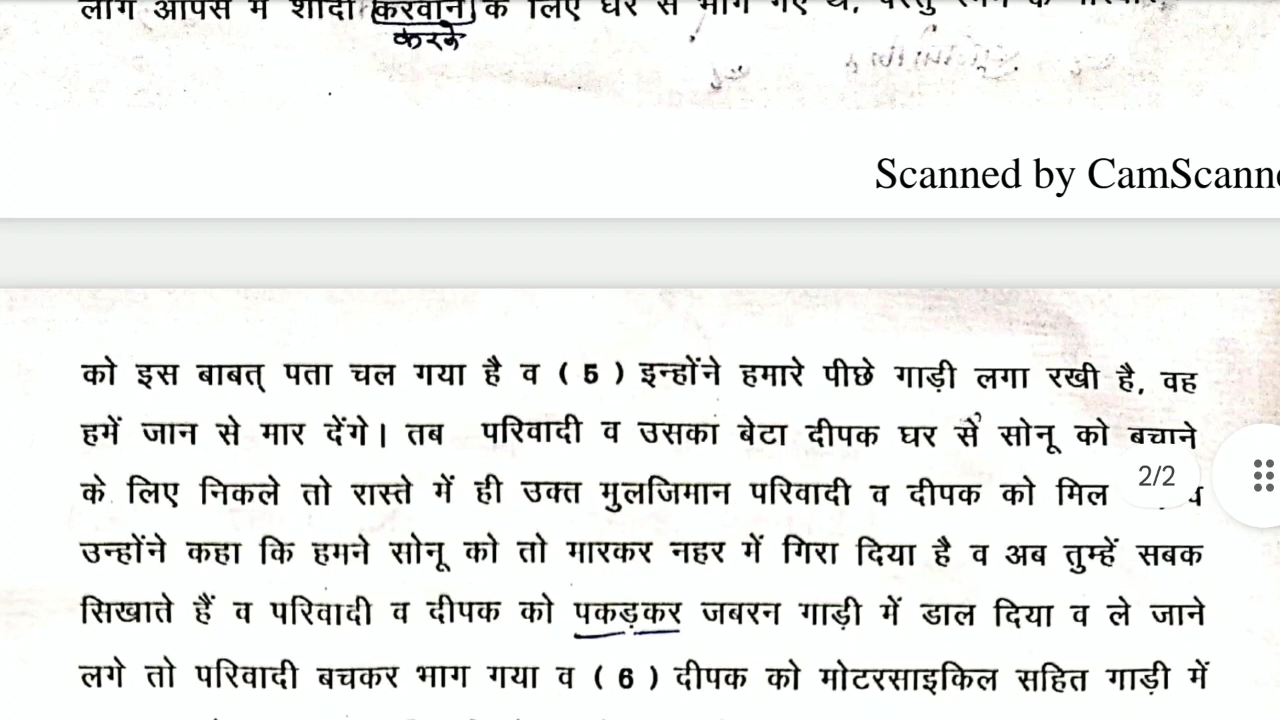 लोग आपस में शादी करवाने के लिए घर से भाग गए थे, परंतु
करने
Scanned by CamScanne
को इस बाबत् पता चल गया है व ( 5 ) इन्होंने हमारे पीछे गाड़ी लगा रखी है, वह
हमें जान से मार देंगे। तब परिवादी व उसका बेटा दीपक घर से सोनू को बचाने
के लिए निकले तो रास्ते में ही उक्त मुलजिमान परिवादी व दीपक को मिल
2/2
उन्होंने कहा कि हमने सोनू को तो मारकर नहर में गिरा दिया है व अब तुम्हें सबक
सिखाते हैं व परिवादी व दीपक को पकड़कर जबरन गाड़ी में डाल दिया व ले जाने
लगे तो परिवादी बचकर भाग गया व ( 6 ) दीपक को मोटरसाइकिल सहित गाड़ी में